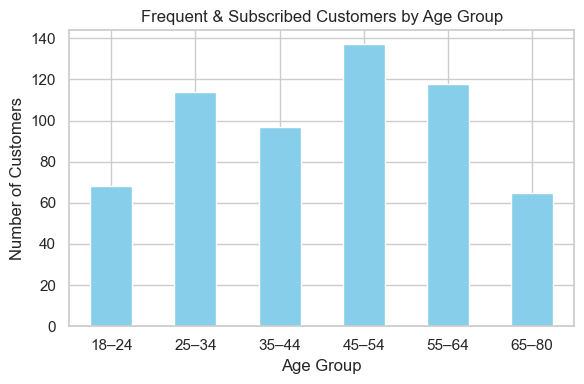 Frequent & Subscribed Customers by Age Group
Number of Customers
140
120
100
80
60
40
20
0
18–24 25–34 35–44 45–54 55–64 65–80
Age Group